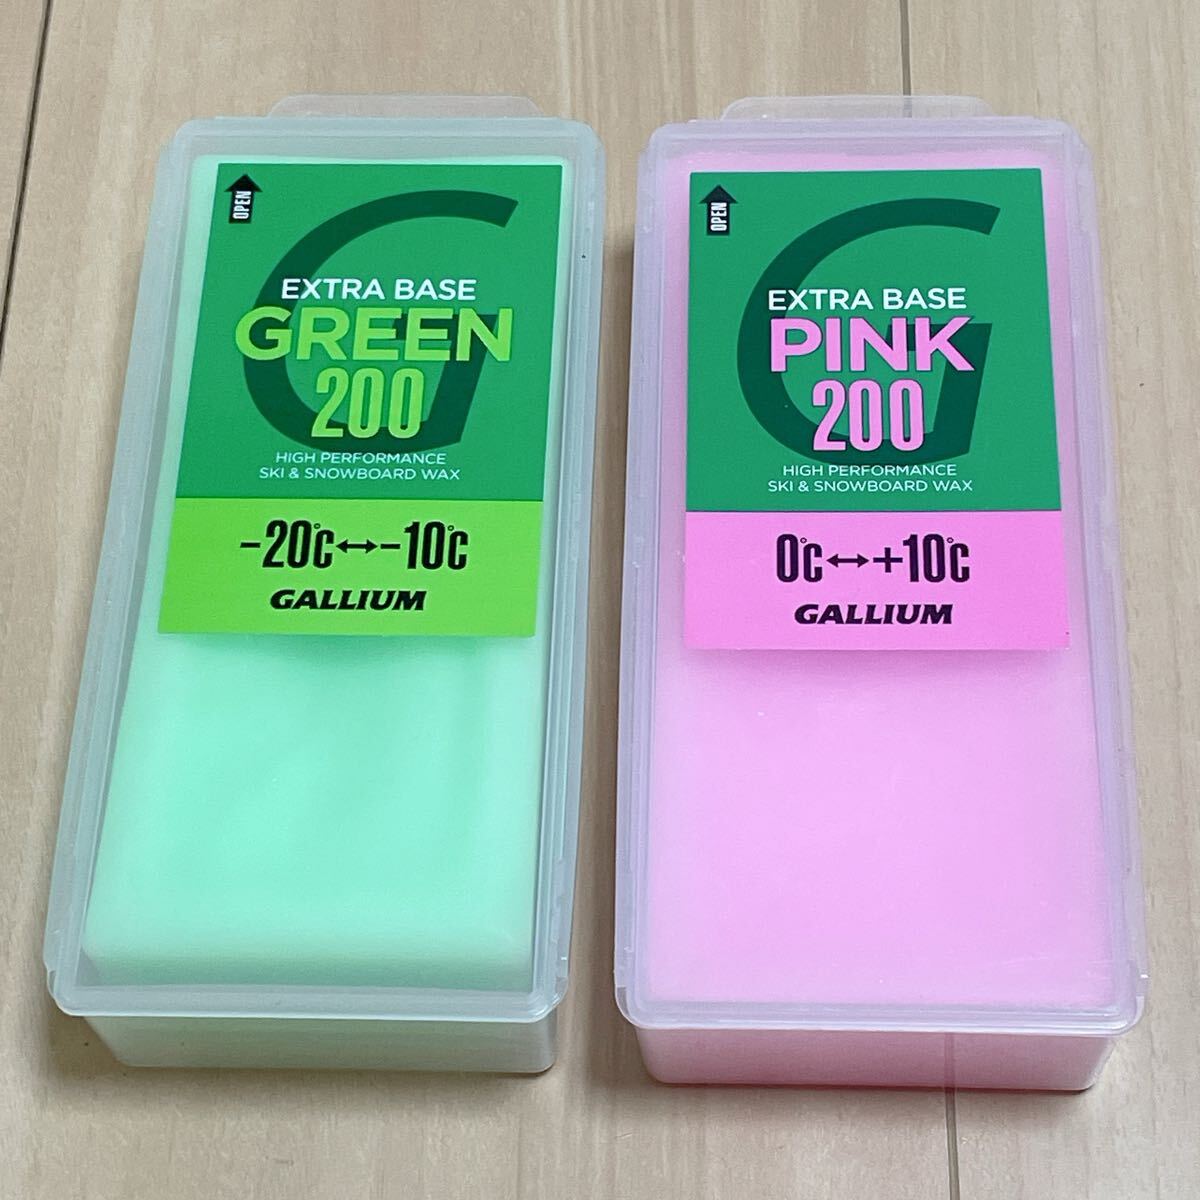 OPEN
EXTRA BASE
GREEN
200
HIGH PERFORMANCE
SKI & SNOWBOARD WAX
-20℃↔-10℃
GALLIUM
OPEN
EXTRA BASE
PINK
200
HIGH PERFORMANCE
SKI & SNOWBOARD WAX
0℃↔+10℃
GALLIUM